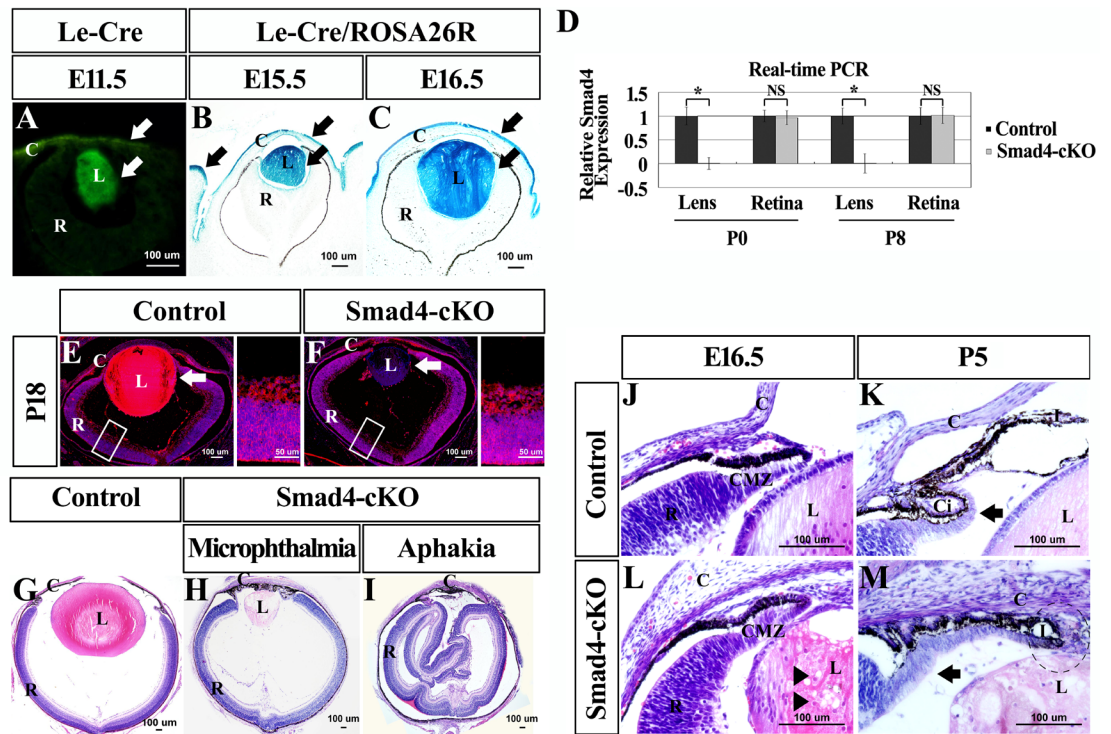 Le-Cre
Le-Cre/ROSA26R
E11.5
E15.5
E16.5
A
C
L
R
100 um
B
C
L
R
100 um
C
C
L
R
100 um
D
Real-time PCR
Relative Smad4
Expression
1.5
1
0.5
0
-0.5
*
NS
*
NS
Control
Smad4-cKO
Lens
Retina
Lens
Retina
P0
P8
Control
Smad4-cKO
P18
E
C
L
R
100 um
50 um
F
C
L
R
100 um
50 um
Control
Smad4-cKO
Microphthalmia
Aphakia
G
C
L
R
100 um
H
C
L
R
100 um
I
C
R
100 um
E16.5
P5
Control
J
C
CMZ
R
L
100 um
K
C
I
Ci
L
100 um
Smad4-cKO
L
C
CMZ
L
R
100 um
M
C
I
L
100 um